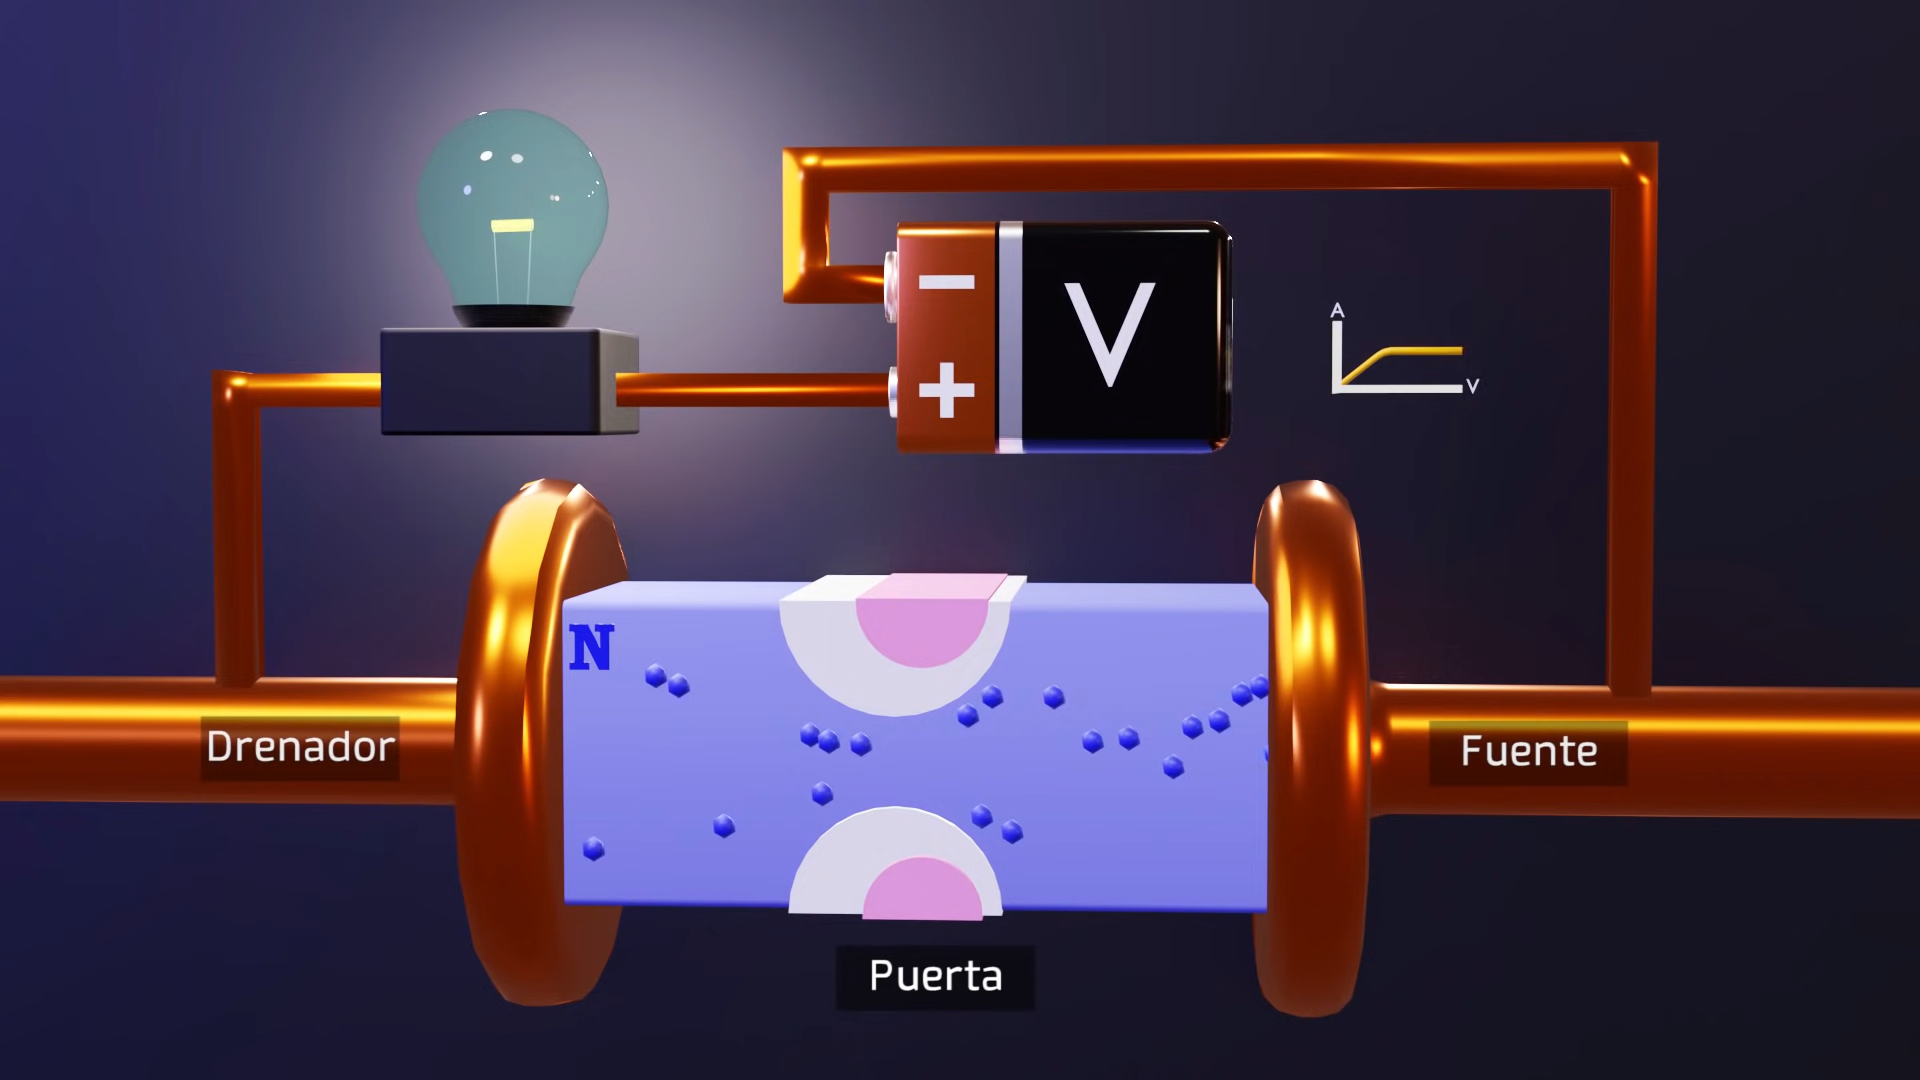 −
V
+
A
V
N
Drenador
Fuente
Puerta